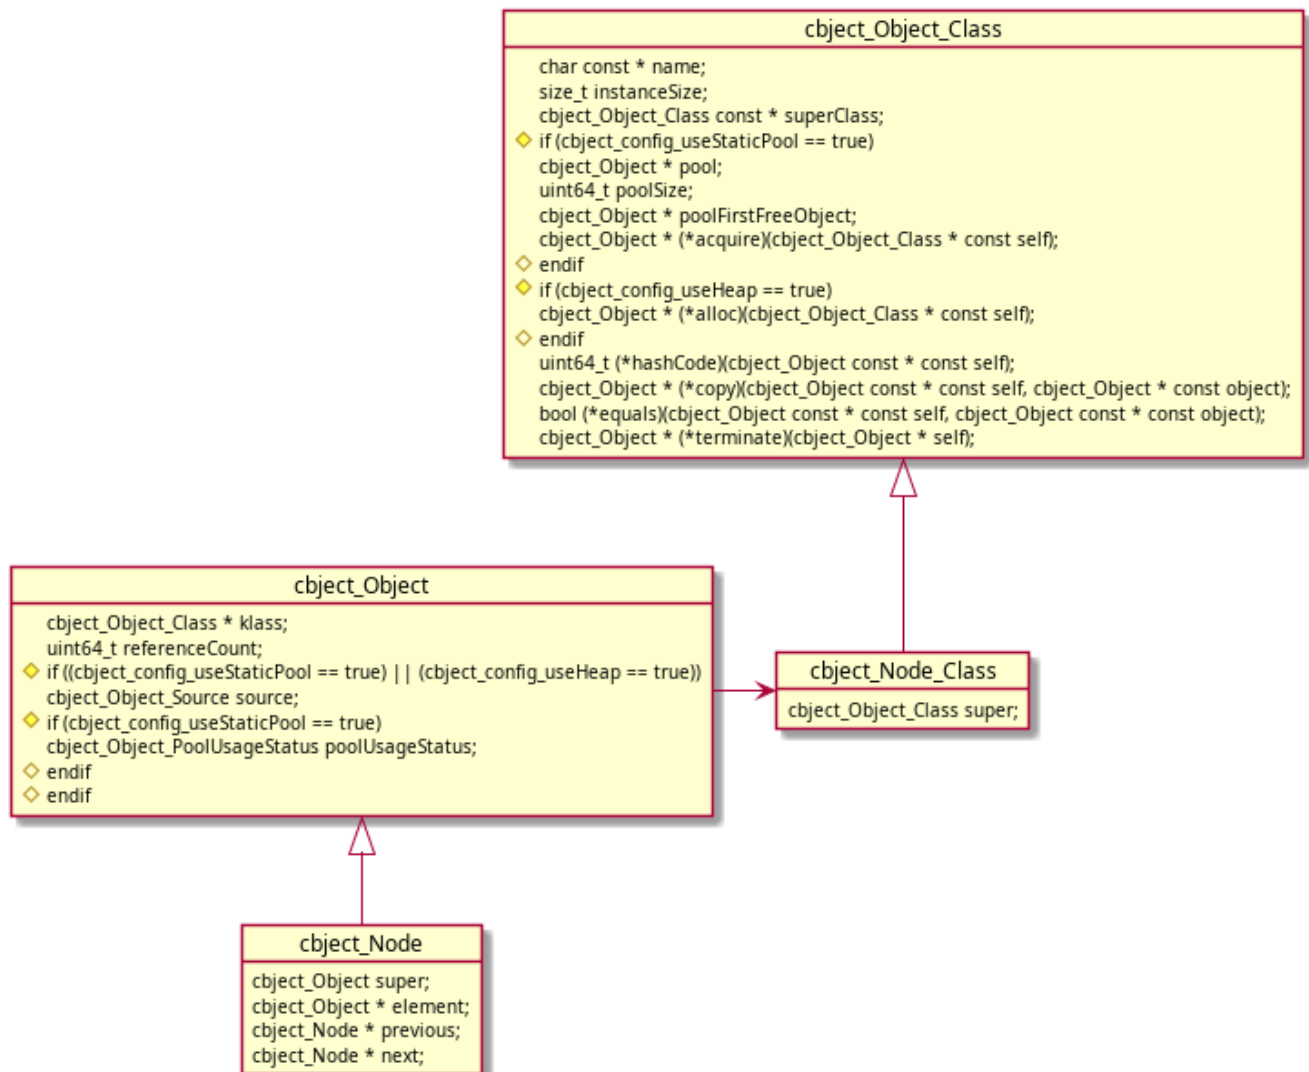 cbject_Object_Class
char const * name;
size_t instanceSize;
cbject_Object_Class const * superClass;
if (cbject_config_useStaticPool == true)
cbject_Object * pool;
uint64_t poolSize;
cbject_Object * poolFirstFreeObject;
cbject_Object * (*acquire)(cbject_Object_Class * const self);
endif
if (cbject_config_useHeap == true)
cbject_Object * (*alloc)(cbject_Object_Class * const self);
endif
uint64_t (*hashCode)(cbject_Object const * const self);
cbject_Object * (*copy)(cbject_Object const * const self, cbject_Object * const object);
bool (*equals)(cbject_Object const * const self, cbject_Object const * const object);
cbject_Object * (*terminate)(cbject_Object * self);
cbject_Object
cbject_Object_Class * klass;
uint64_t referenceCount;
if ((cbject_config_useStaticPool == true) || (cbject_config_useHeap == true))
cbject_Object_Source source;
if (cbject_config_useStaticPool == true)
cbject_Object_PoolUsageStatus poolUsageStatus;
endif
endif
cbject_Node_Class
cbject_Object_Class super;
cbject_Node
cbject_Object super;
cbject_Object * element;
cbject_Node * previous;
cbject_Node * next;